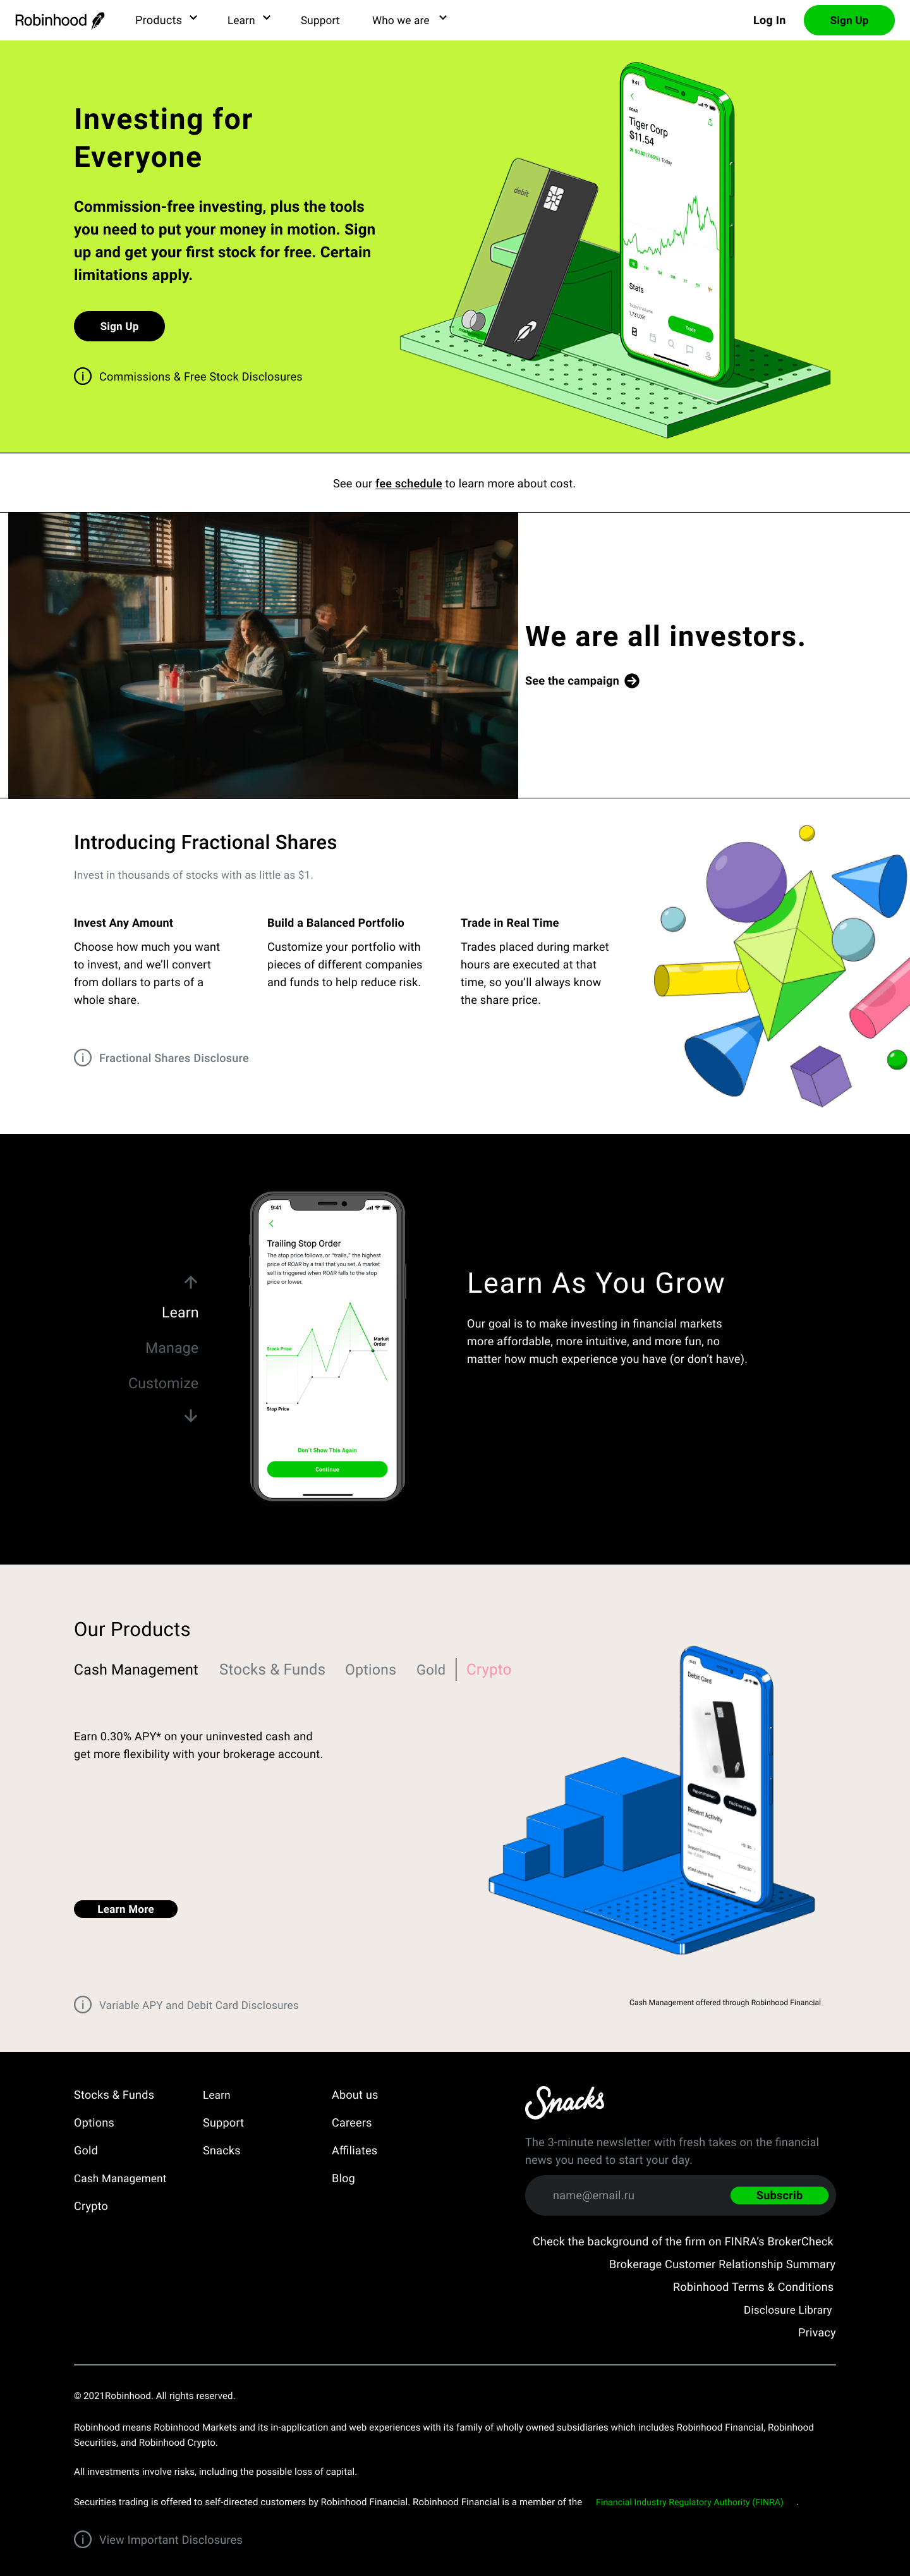 Robinhood
Products
Learn
Support
Who we are
Log In
Sign Up
Investing for
Everyone
Commission-free investing, plus the tools
you need to put your money in motion. Sign
up and get your first stock for free. Certain
limitations apply.
Sign Up
Commissions & Free Stock Disclosures
debit
9:41
ROAR
Tiger Corp
$11.54
Today
Stats
Trade
See our fee schedule to learn more about cost.
We are all investors.
See the campaign
Introducing Fractional Shares
Invest in thousands of stocks with as little as $1.
Invest Any Amount
Choose how much you want
to invest, and we'll convert
from dollars to parts of a
whole share.
Build a Balanced Portfolio
Customize your portfolio with
pieces of different companies
and funds to help reduce risk.
Trade in Real Time
Trades placed during market
hours are executed at that
time, so you'll always know
the share price.
Fractional Shares Disclosure
Learn
Manage
Customize
9:41
Trailing Stop Order
The stop price follows, or "trails," the highest
price of ROAR by a trail that you set. A market
sell is triggered when ROAR falls to the stop
price or lower.
Stock Price
Market
Order
Stop Price
Don't Show This Again
Continue
Learn As You Grow
Our goal is to make investing in financial markets
more affordable, more intuitive, and more fun, no
matter how much experience you have (or don't have).
Our Products
Cash Management
Stocks & Funds
Options
Gold
Crypto
Earn 0.30% APY* on your uninvested cash and
get more flexibility with your brokerage account.
Learn More
Debit Card
Recent Activity
Variable APY and Debit Card Disclosures
Cash Management offered through Robinhood Financial
Stocks & Funds
Options
Gold
Cash Management
Crypto
Learn
Support
Snacks
About us
Careers
Affiliates
Blog
Snacks
The 3-minute newsletter with fresh takes on the financial
news you need to start your day.
name@email.ru
Subscrib
Check the background of the firm on FINRA's BrokerCheck
Brokerage Customer Relationship Summary
Robinhood Terms & Conditions
Disclosure Library
Privacy
© 2021Robinhood. All rights reserved.
Robinhood means Robinhood Markets and its in-application and web experiences with its family of wholly owned subsidiaries which includes Robinhood Financial, Robinhood
Securities, and Robinhood Crypto.
All investments involve risks, including the possible loss of capital.
Securities trading is offered to self-directed customers by Robinhood Financial. Robinhood Financial is a member of the Financial Industry Regulatory Authority (FINRA) .
View Important Disclosures